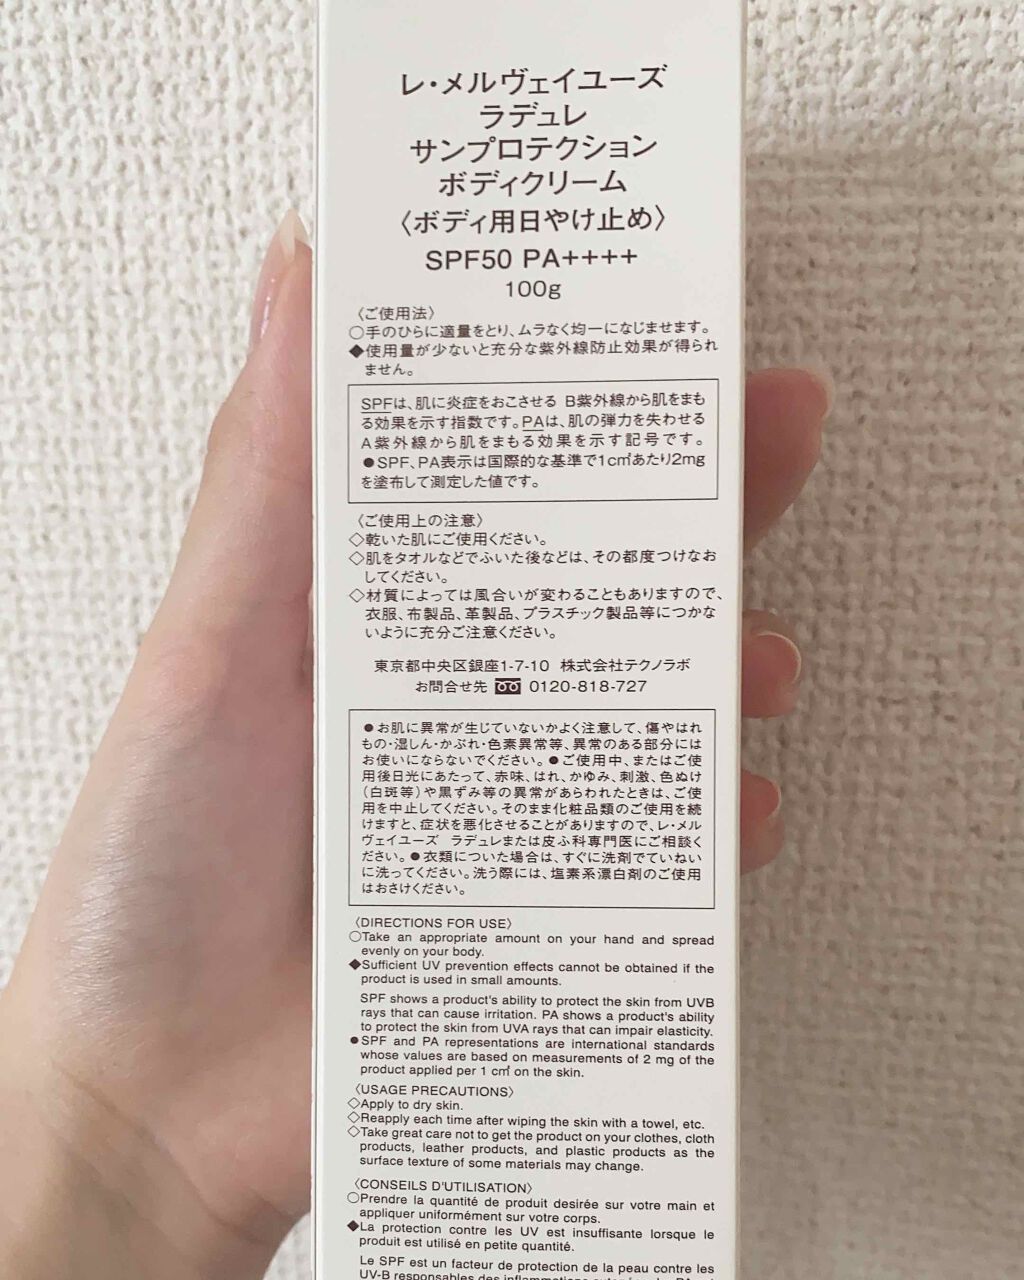 レ・メルヴェイユーズ
ラデュレ
サンプロテクション
ボディクリーム
〈ボディ用日やけ止め〉
SPF50 PA++++
100g
〈ご使用法〉
○手のひらに適量をとり、ムラなく均一になじませます。
◆使用量が少ないと充分な紫外線防止効果が得られ
ません。
SPFは、肌に炎症をおこさせる B紫外線から肌をまも
る効果を示す指数です。PAは、肌の弾力を失わせる
A紫外線から肌をまもる効果を示す記号です。
●SPF、PA表示は国際的な基準で1c㎡あたり2mg
を塗布して測定した値です。
〈ご使用上の注意〉
◇乾いた肌にご使用ください。
◇肌をタオルなどでふいた後などは、その都度つけなお
してください。
◇材質によっては風合いが変わることもありますので、
衣服、布製品、革製品、プラスチック製品等につかな
いように充分ご注意ください。
東京都中央区銀座1-7-10 株式会社テクノラボ
お問合せ先 0120-818-727
●お肌に異常が生じていないかよく注意して、傷やはれ
もの・湿しん・かぶれ・色素異常等、異常のある部分には
お使いにならないでください。●ご使用中、またはご使
用後日光にあたって、赤味、はれ、かゆみ、刺激、色ぬけ
(白斑等)や黒ずみ等の異常があらわれたときは、ご使
用を中止してください。そのまま化粧品類のご使用を続
けますと、症状を悪化させることがありますので、レ・メル
ヴェイユーズ ラデュレまたは皮ふ科専門医にご相談く
ださい。●衣類についた場合は、すぐに洗剤でていねい
に洗ってください。洗う際には、塩素系漂白剤のご使用
はおさけください。
〈DIRECTIONS FOR USE〉
○Take an appropriate amount on your hand and spread
evenly on your body.
◆Sufficient UV prevention effects cannot be obtained if the
product is used in small amounts.
SPF shows a product's ability to protect the skin from UVB
rays that can cause irritation. PA shows a product's ability
to protect the skin from UVA rays that can impair elasticity.
●SPF and PA representations are international standards
whose values are based on measurements of 2 mg of the
product applied per 1 c㎡ on the skin.
〈USAGE PRECAUTIONS〉
◇Apply to dry skin.
◇Reapply each time after wiping the skin with a towel, etc.
◇Take great care not to get the product on your clothes, cloth
products, leather products, and plastic products as the
surface texture of some materials may change.
〈CONSEILS D'UTILISATION〉
○Prendre la quantité de produit desirée sur votre main et
appliquer uniformément sur votre corps.
◆La protection contre les UV est insuffisante lorsque le
produit est utilisé en petite quantité.
Le SPF est un facteur de protection de la peau contre les
UV-B responsables des inflammations